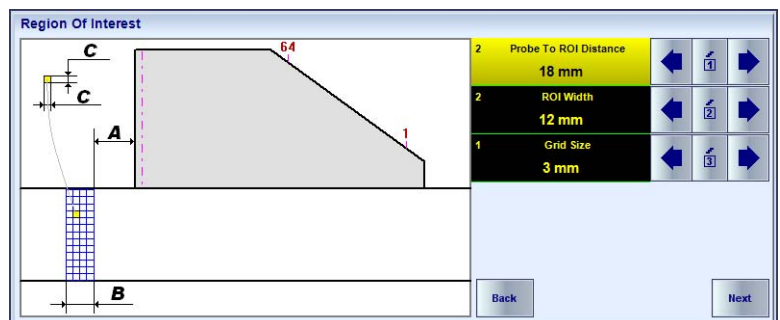 Region Of Interest
C
C
A
B
64
1
2 Probe To ROI Distance
18 mm
1
2 ROI Width
12 mm
2
1 Grid Size
3 mm
3
Back
Next